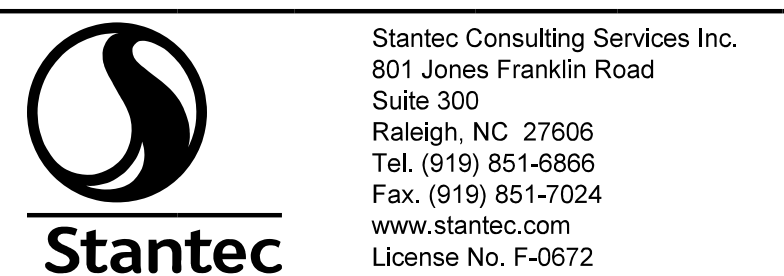 Stantec
Stantec Consulting Services Inc.
801 Jones Franklin Road
Suite 300
Raleigh, NC  27606
Tel. (919) 851-6866
Fax. (919) 851-7024
www.stantec.com
License No. F-0672